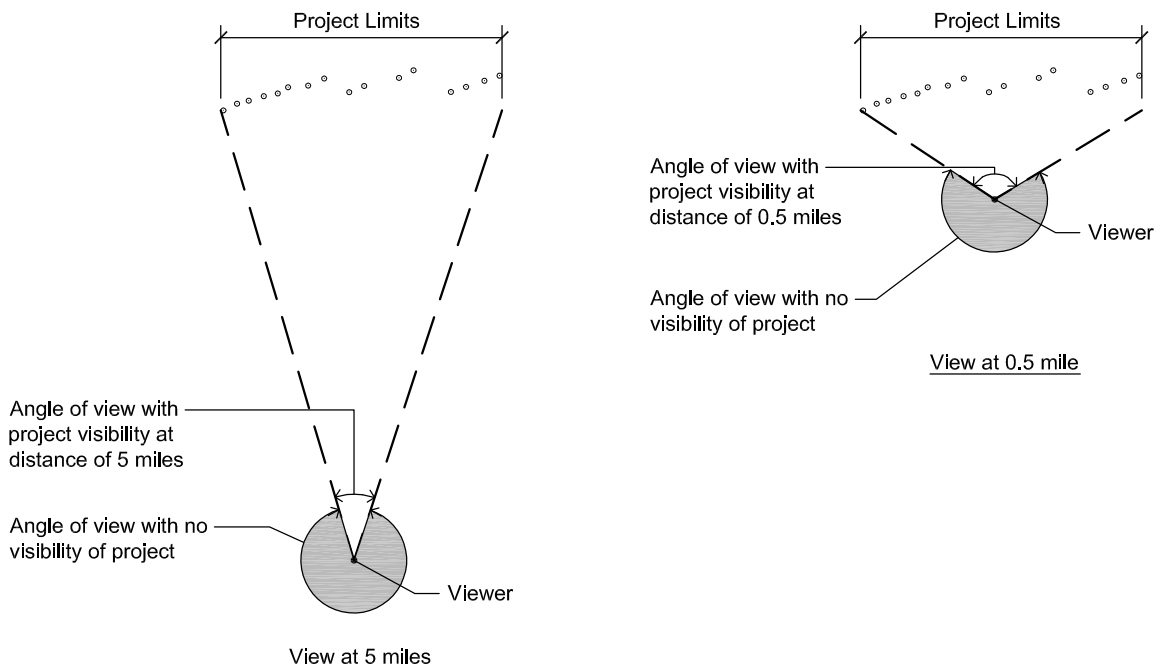 Project Limits
Angle of view with
project visibility at
distance of 5 miles
Angle of view with no
visibility of project
Viewer
View at 5 miles
Project Limits
Angle of view with
project visibility at
distance of 0.5 miles
Viewer
Angle of view with no
visibility of project
View at 0.5 mile